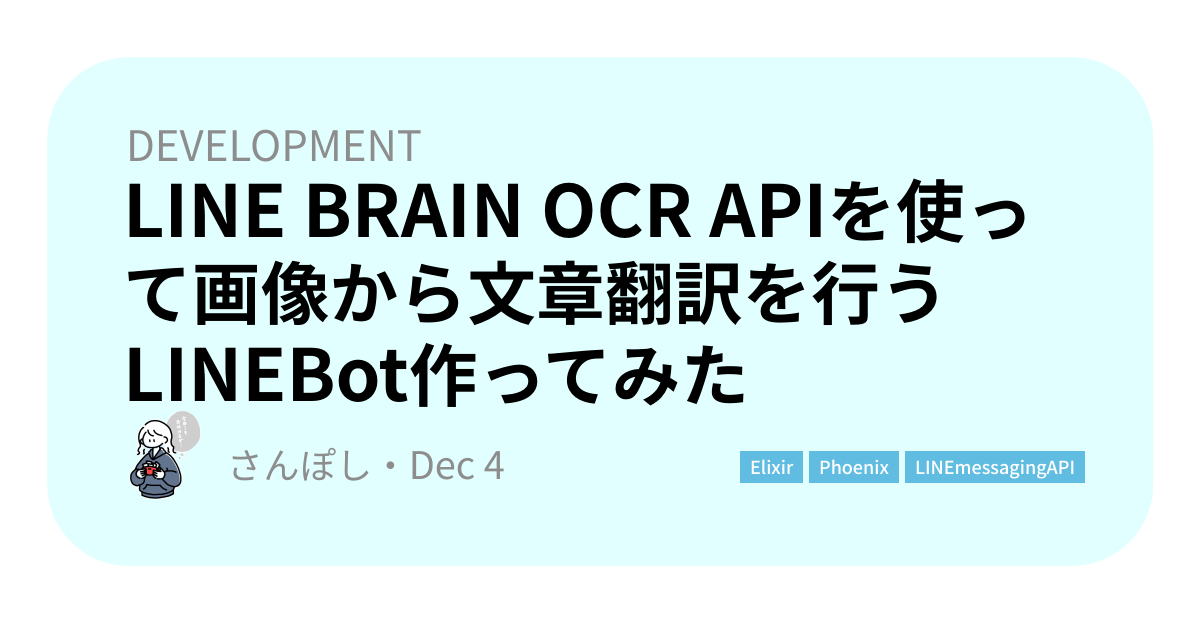 DEVELOPMENT
LINE BRAIN OCR APIを使っ
て画像から文章翻訳を行う
LINEBot作ってみた
さんぽし・Dec 4
Elixir
Phoenix
LINEmessagingAPI